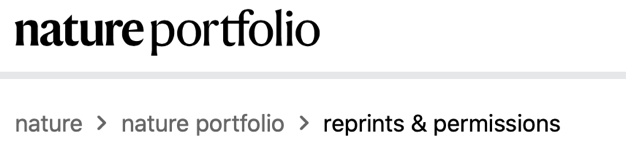 nature portfolio
nature > nature portfolio > reprints & permissions